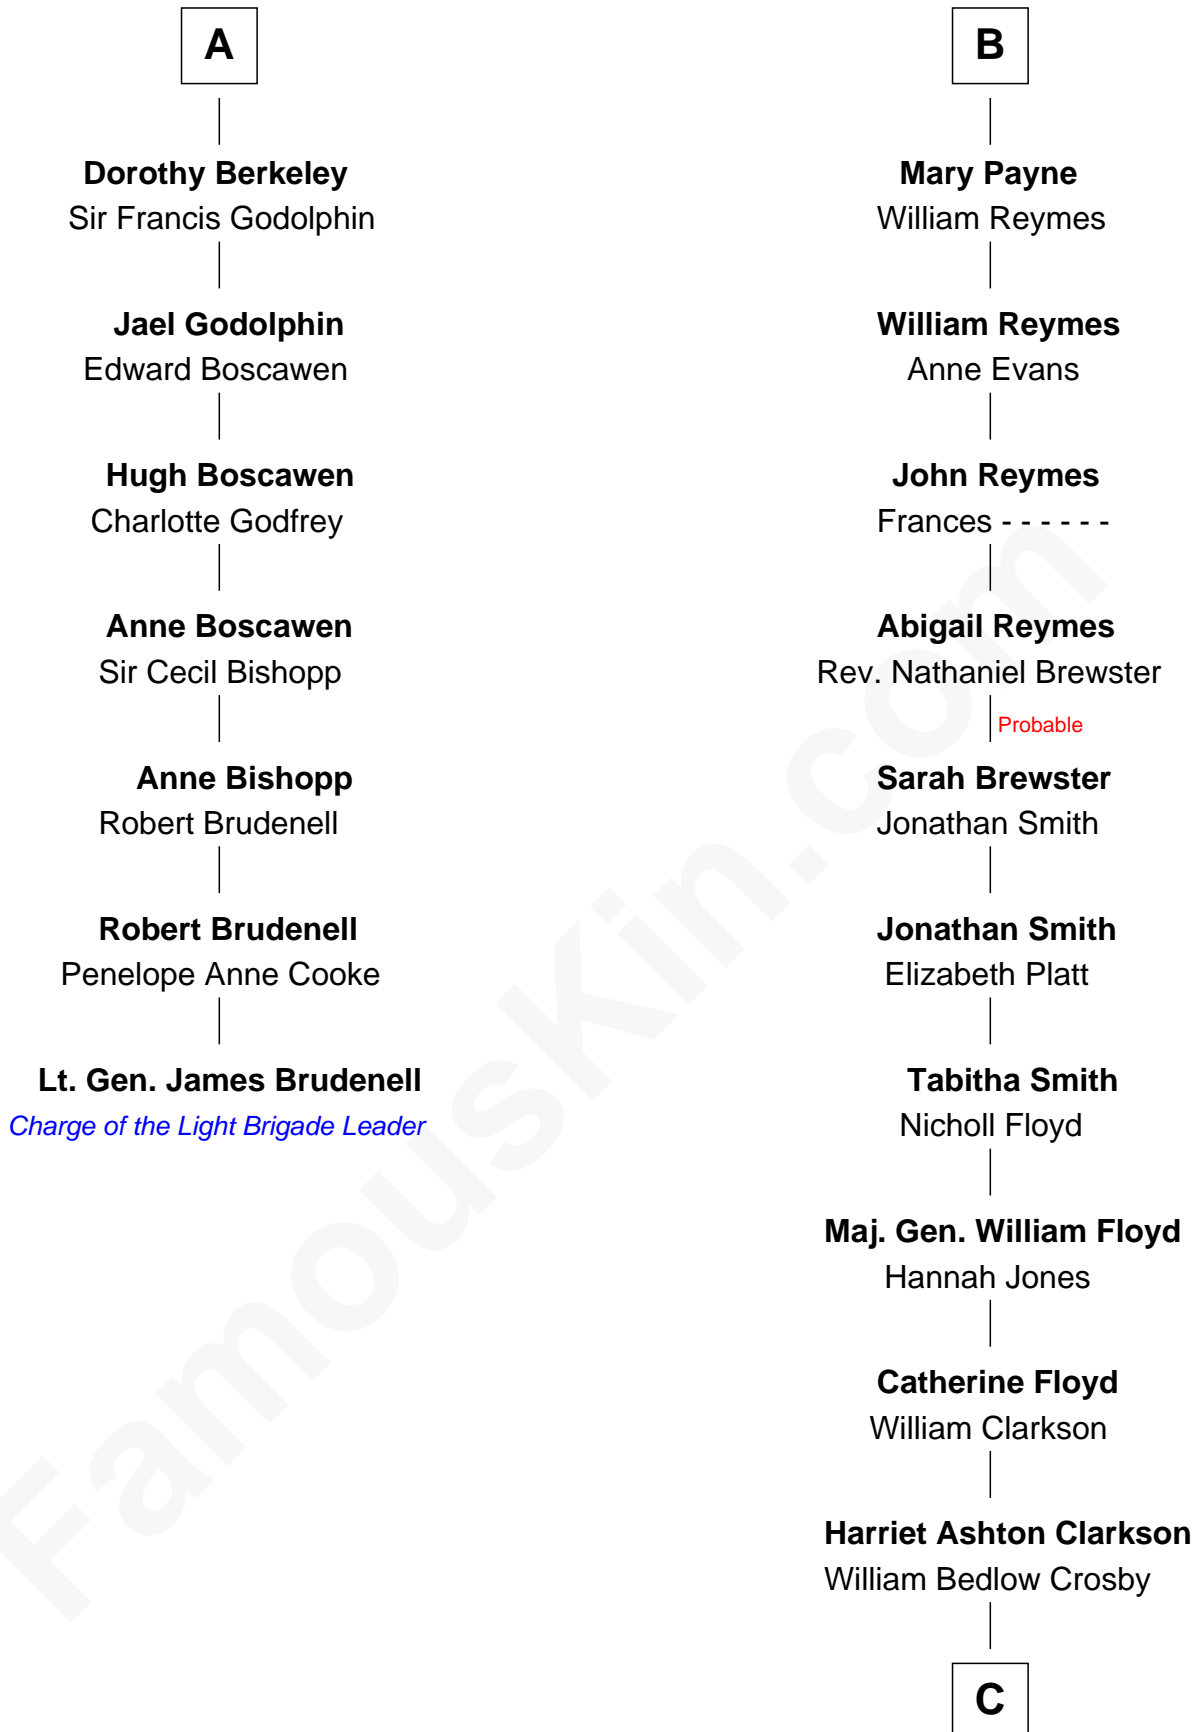 A
Dorothy Berkeley
Sir Francis Godolphin
Jael Godolphin
Edward Boscawen
Hugh Boscawen
Charlotte Godfrey
Anne Boscawen
Sir Cecil Bishopp
Anne Bishopp
Robert Brudenell
Robert Brudenell
Penelope Anne Cooke
Lt. Gen. James Brudenell
Charge of the Light Brigade Leader
B
Mary Payne
William Reymes
William Reymes
Anne Evans
John Reymes
Frances - - - - - -
Abigail Reymes
Rev. Nathaniel Brewster
Probable
Sarah Brewster
Jonathan Smith
Jonathan Smith
Elizabeth Platt
Tabitha Smith
Nicholl Floyd
Maj. Gen. William Floyd
Hannah Jones
Catherine Floyd
William Clarkson
Harriet Ashton Clarkson
William Bedlow Crosby
C
FamousKin.com